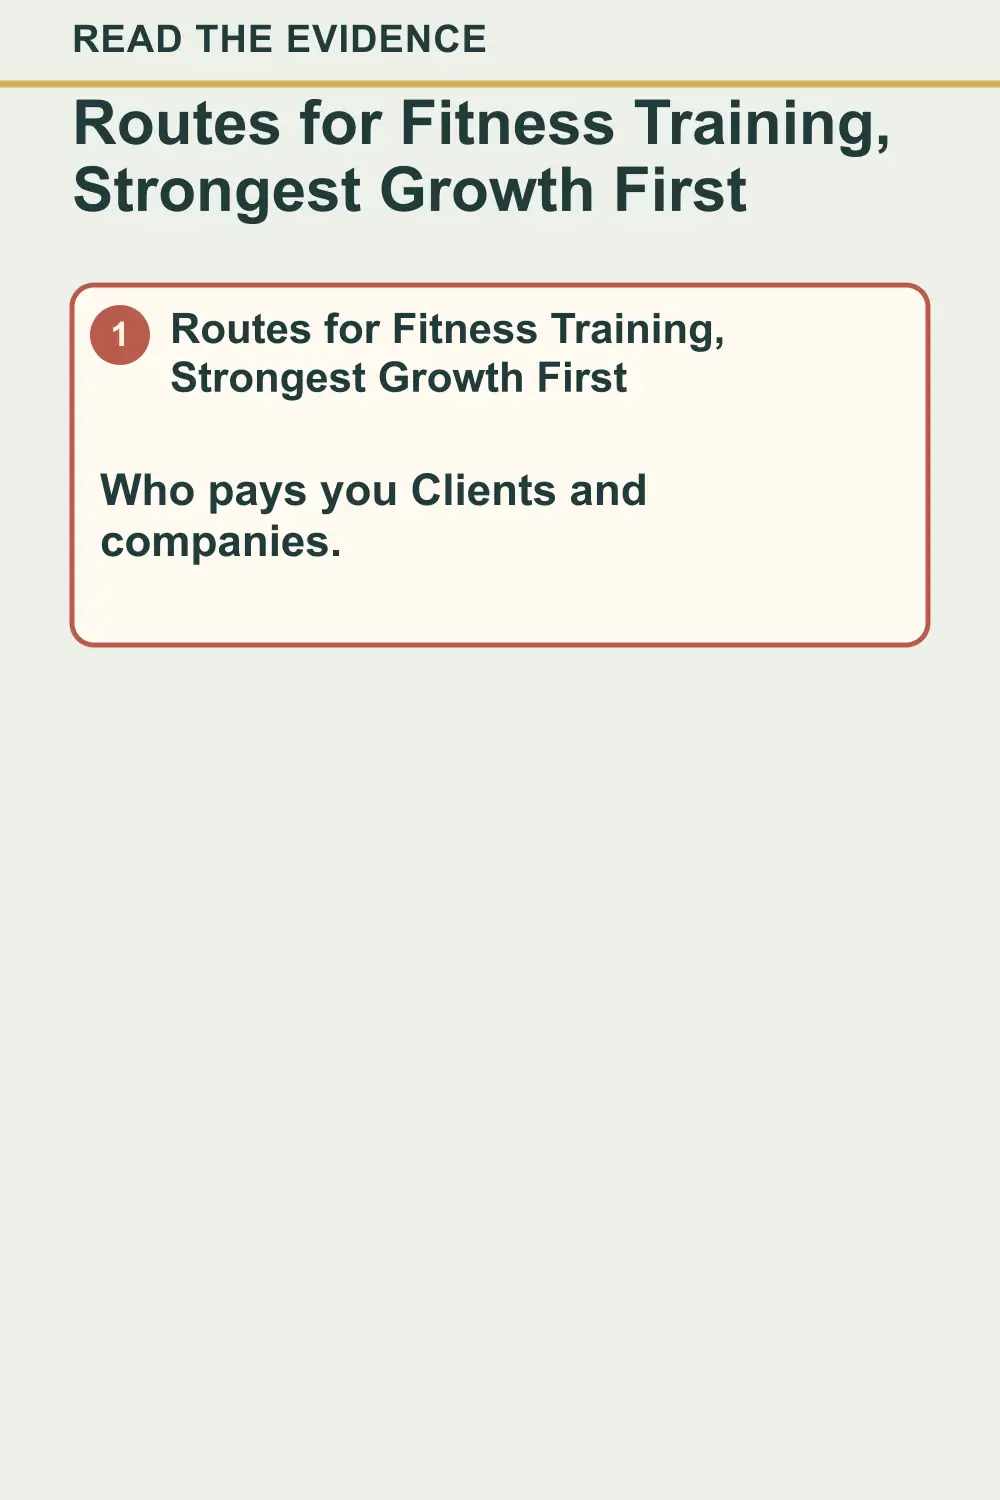 READ THE EVIDENCE
Routes for Fitness Training,
Strongest Growth First
1
Routes for Fitness Training,
Strongest Growth First
Who pays you Clients and
companies.